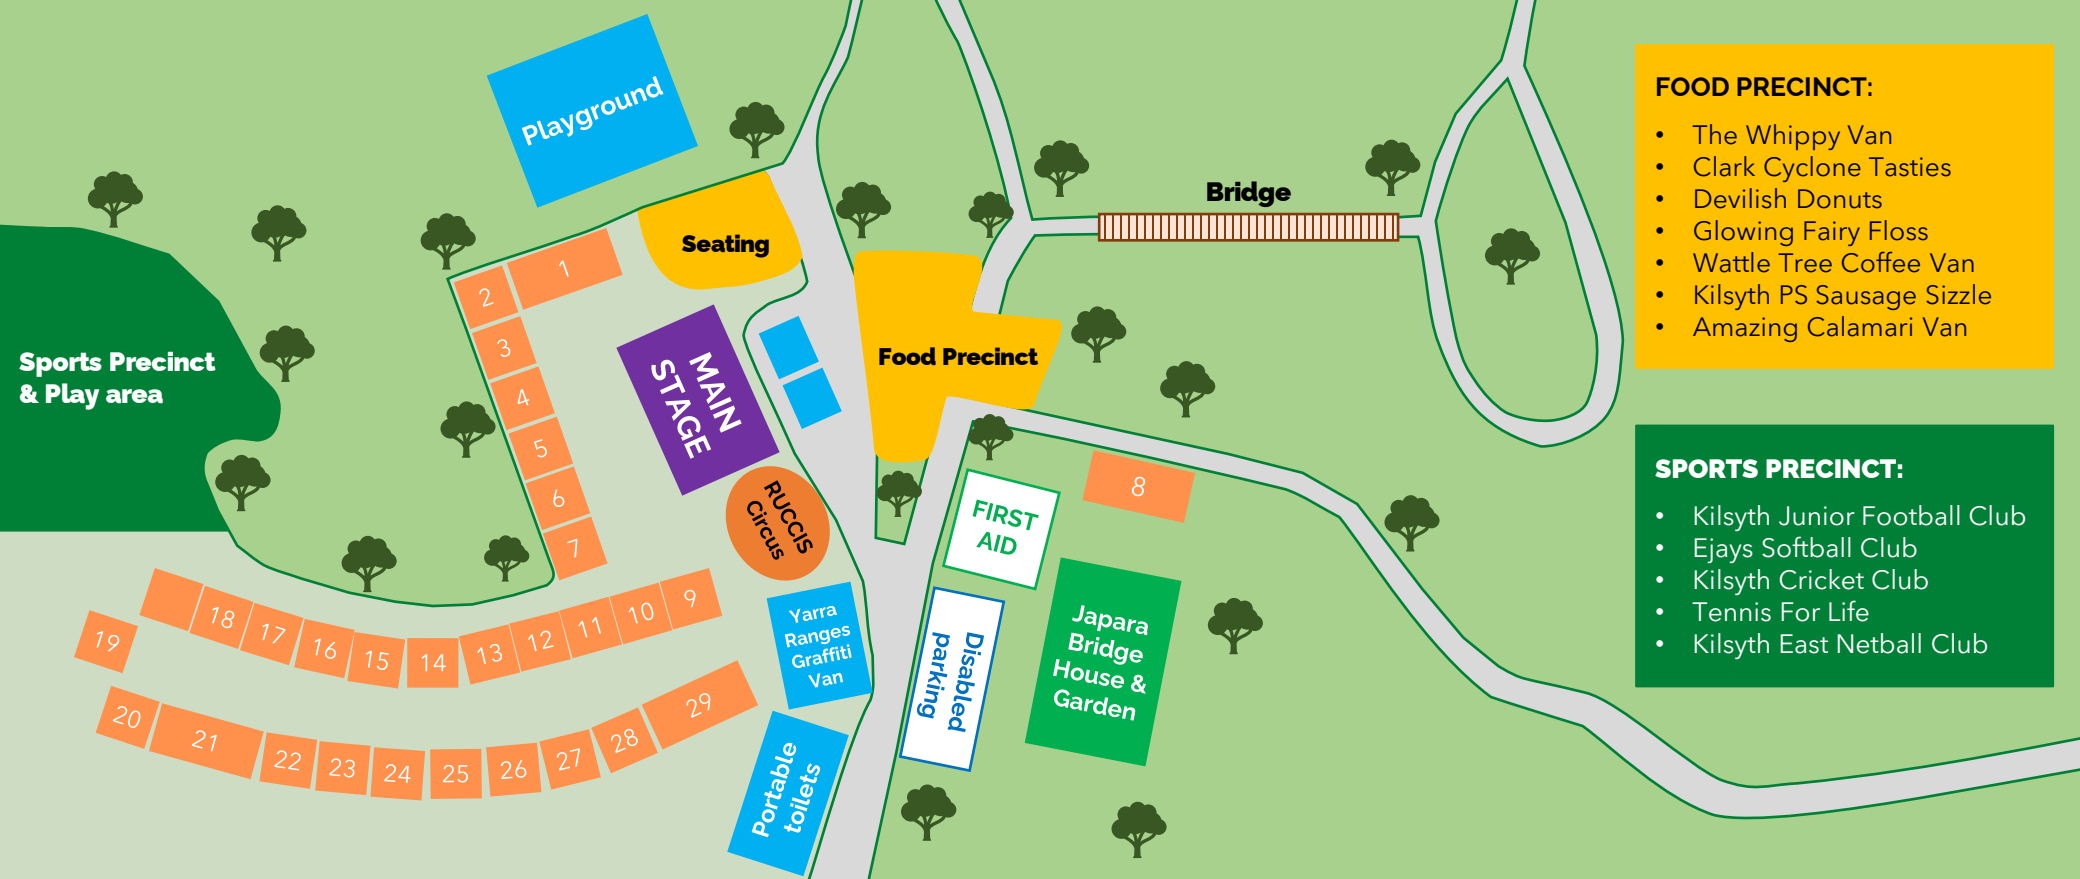 Playground
Bridge
Seating
1
2
3
4
5
6
7
MAIN
STAGE
Food Precinct
Sports Precinct
& Play area
RUCCIS
Circus
FIRST
AID
8
Yarra
Ranges
Graffiti
Van
Disabled
parking
Japara
Bridge
House &
Garden
Portable
toilets
9
10
11
12
13
14
15
16
17
18
19
20
21
22
23
24
25
26
27
28
29
FOOD PRECINCT:
• The Whippy Van
• Clark Cyclone Tasties
• Devilish Donuts
• Glowing Fairy Floss
• Wattle Tree Coffee Van
• Kilsyth PS Sausage Sizzle
• Amazing Calamari Van
SPORTS PRECINCT:
• Kilsyth Junior Football Club
• Ejays Softball Club
• Kilsyth Cricket Club
• Tennis For Life
• Kilsyth East Netball Club